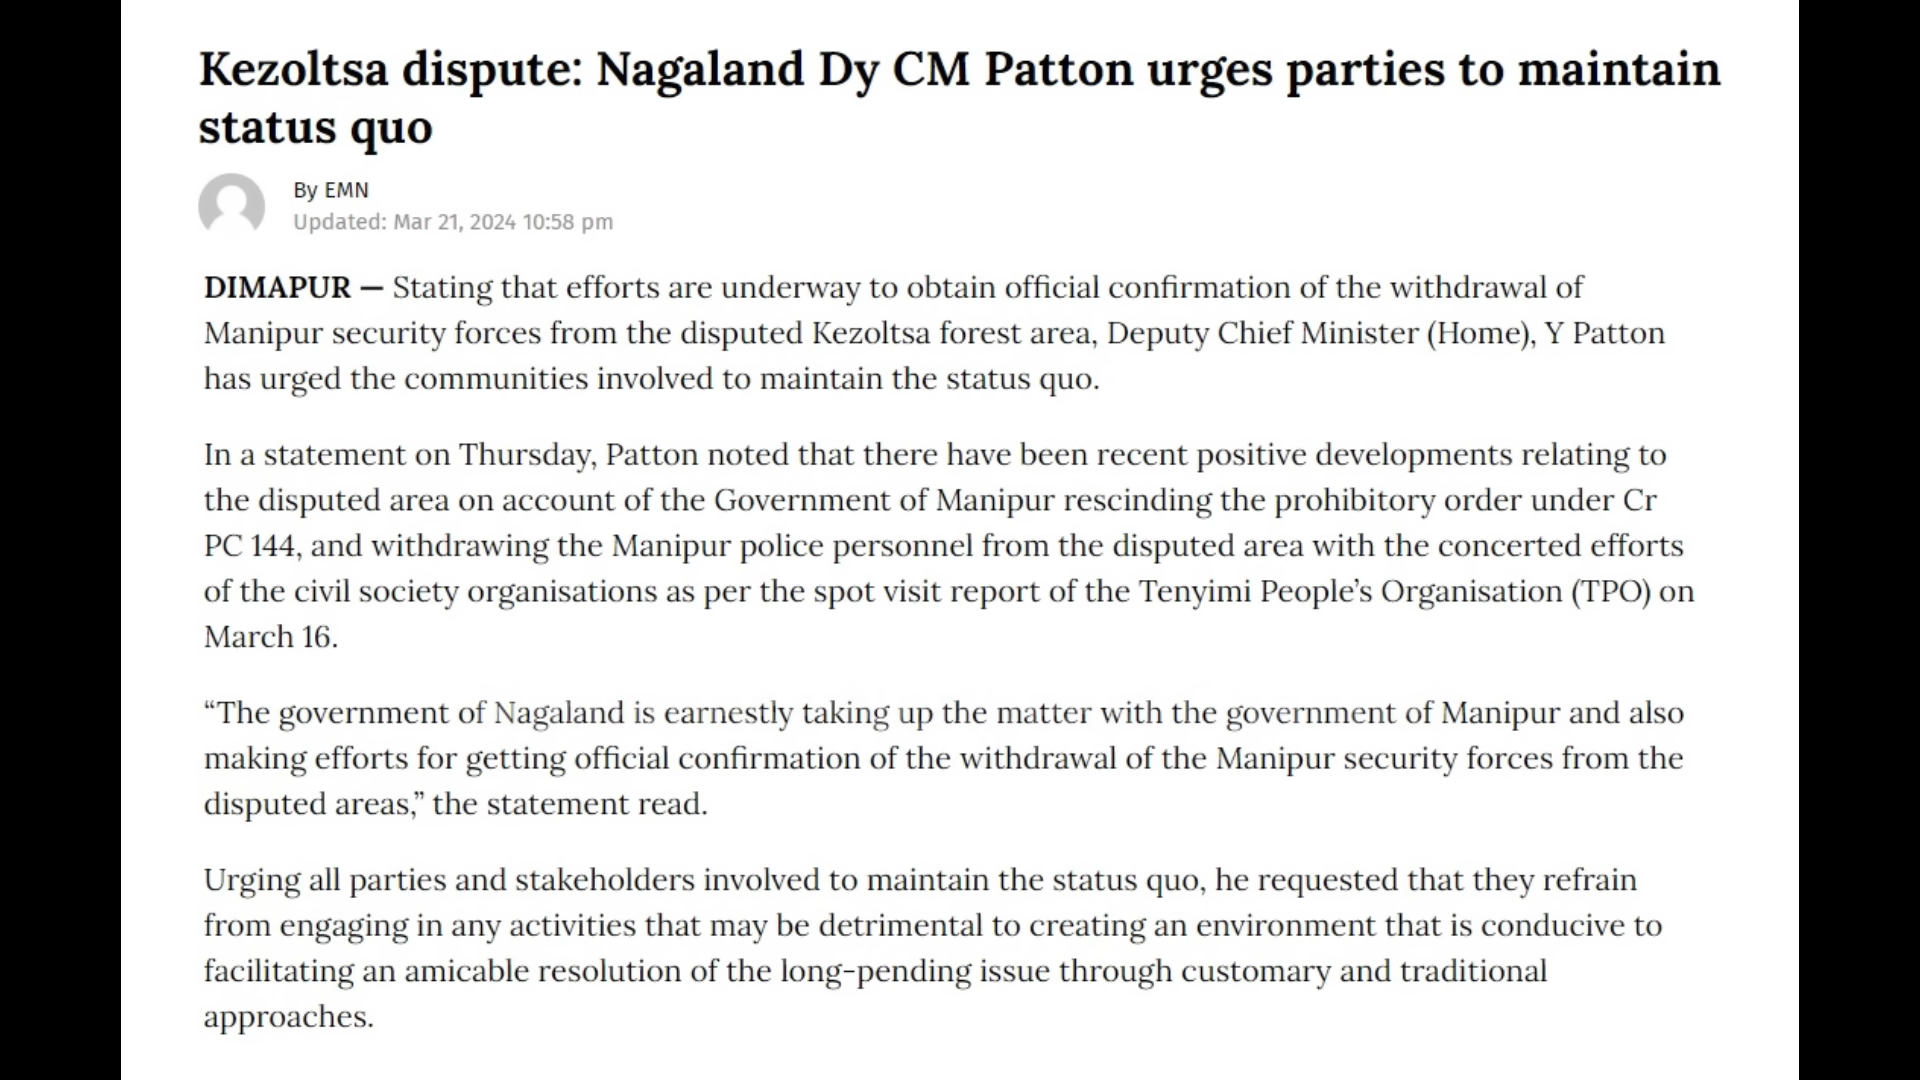 Kezoltsa dispute: Nagaland Dy CM Patton urges parties to maintain
status quo
By EMN
Updated: Mar 21, 2024 10:58 pm
DIMAPUR — Stating that efforts are underway to obtain official confirmation of the withdrawal of
Manipur security forces from the disputed Kezoltsa forest area, Deputy Chief Minister (Home), Y Patton
has urged the communities involved to maintain the status quo.
In a statement on Thursday, Patton noted that there have been recent positive developments relating to
the disputed area on account of the Government of Manipur rescinding the prohibitory order under Cr
PC 144, and withdrawing the Manipur police personnel from the disputed area with the concerted efforts
of the civil society organisations as per the spot visit report of the Tenyimi People’s Organisation (TPO) on
March 16.
“The government of Nagaland is earnestly taking up the matter with the government of Manipur and also
making efforts for getting official confirmation of the withdrawal of the Manipur security forces from the
disputed areas,” the statement read.
Urging all parties and stakeholders involved to maintain the status quo, he requested that they refrain
from engaging in any activities that may be detrimental to creating an environment that is conducive to
facilitating an amicable resolution of the long-pending issue through customary and traditional
approaches.